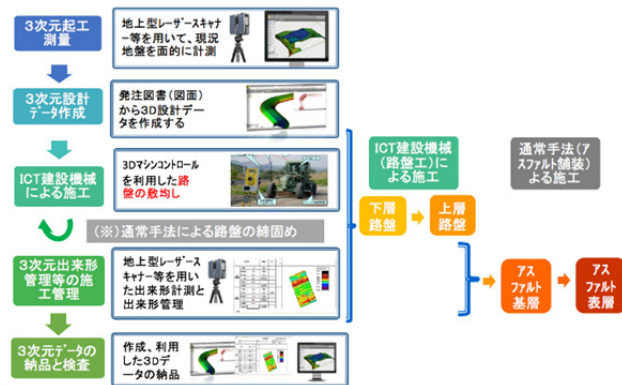 3次元起工
測量
地上型レーザースキャナ
ー等を用いて、現況
地盤を面的に計測
3次元設計
データ作成
発注図書(図面)
から3D設計デー
タを作成する
ICT建設機械
による施工
3Dマシンコントロール
を利用した路
盤の敷均し
(※)通常手法による路盤の締固め
3次元出来形
管理等の施
工管理
地上型レーザース
キャナー等を用い
た出来形計測と
出来形管理
3次元データの
納品と検査
作成、利用
した3Dデ
ータの納品
ICT建設機械
(路盤工)に
よる施工
通常手法(ア
スファルト舗装)
よる施工
下層
路盤
上層
路盤
アス
ファルト
基層
アス
ファルト
表層